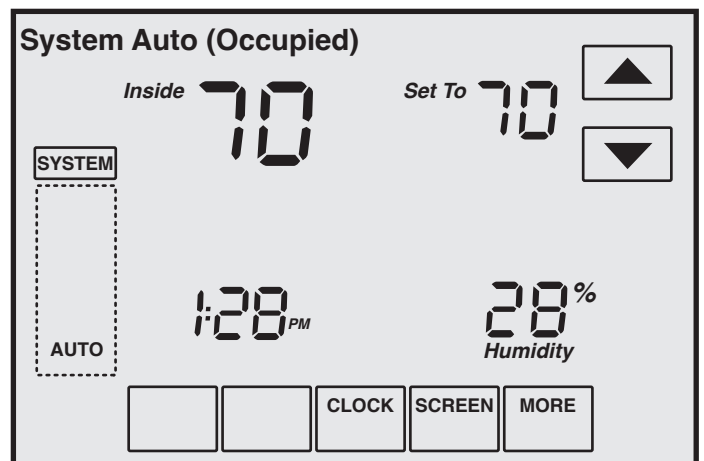 System Auto (Occupied)
Inside 70 Set To 70
SYSTEM
1:28 PM 28%
AUTO Humidity
CLOCK SCREEN MORE